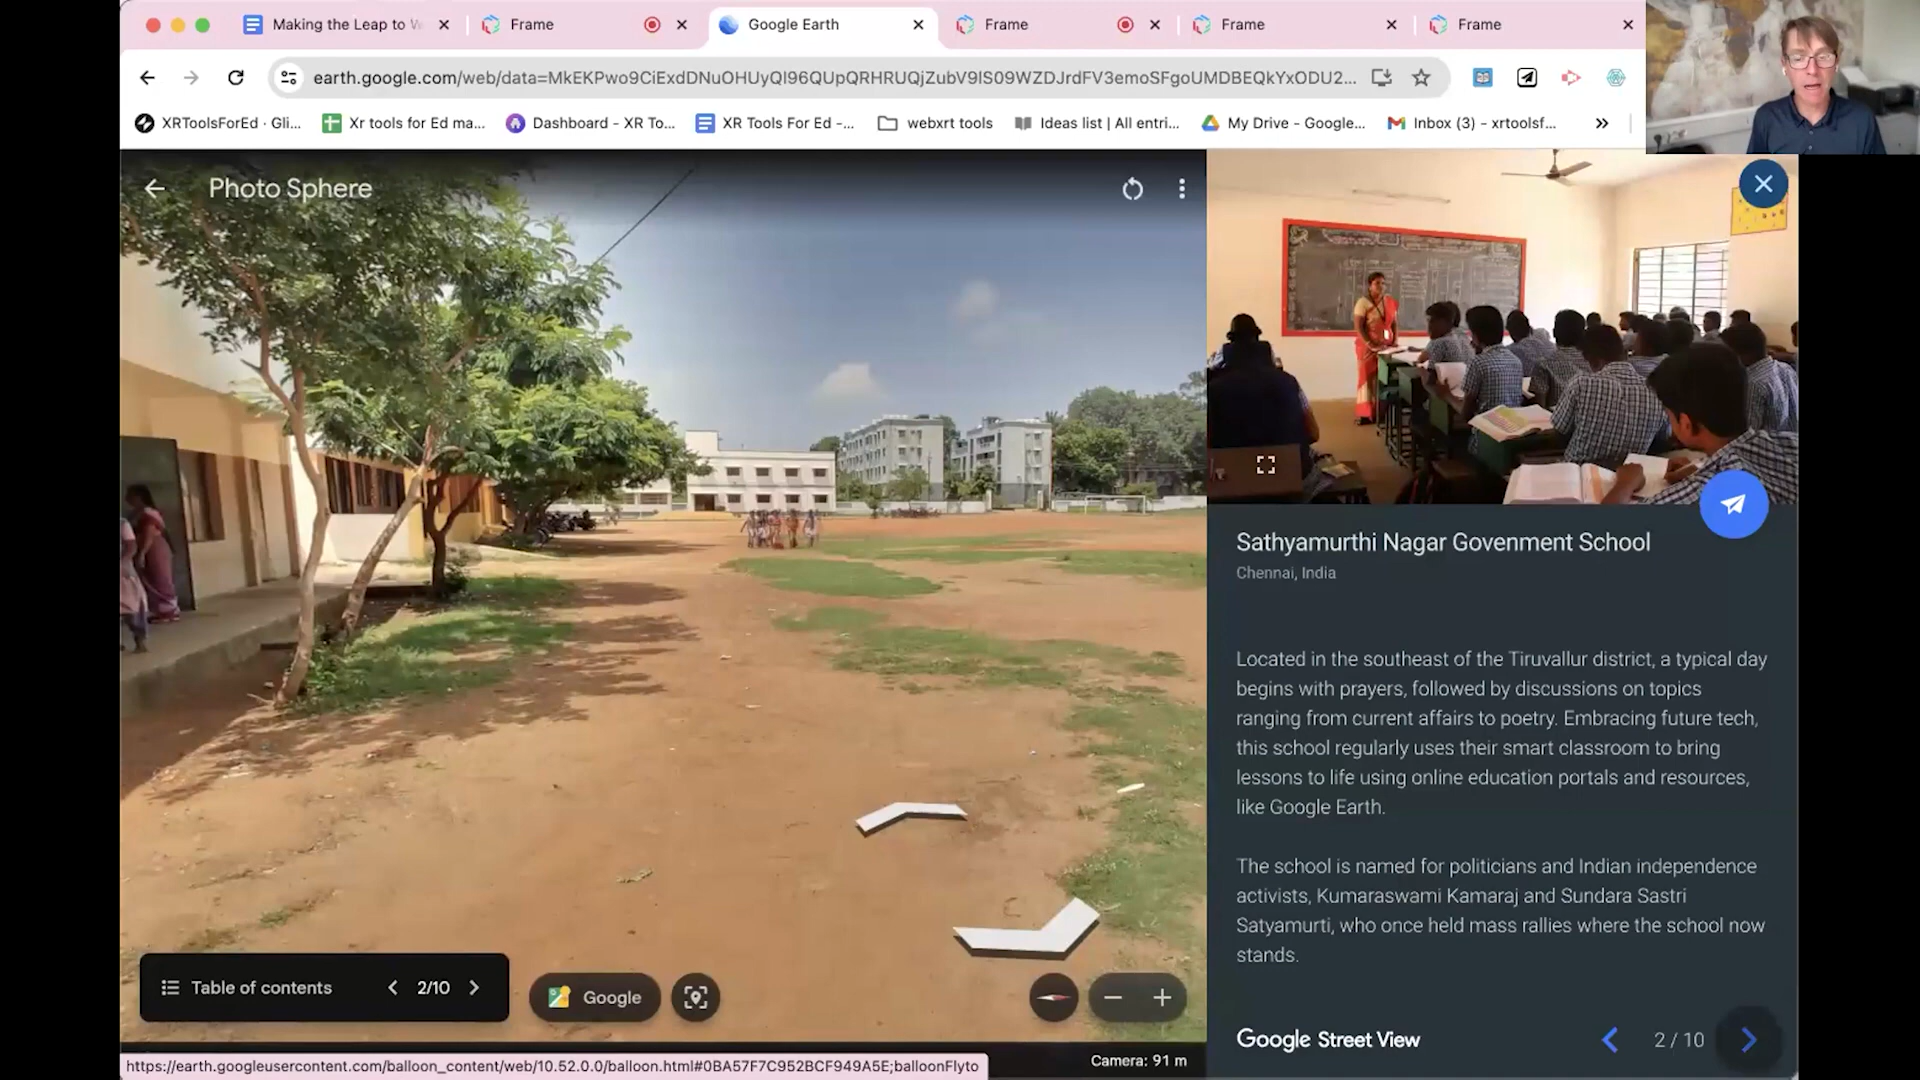 Making the Leap to W
Frame
Google Earth
Frame
Frame
Frame
earth.google.com/web/data=MkEKPwo9CiExdDNuOHUyQl96QUpQRHRUQjZubV9lS09WZDJrdFV3emoSFgoUMDBEQkYxODU2...
XRToolsForEd · Gli...
Xr tools for Ed ma...
Dashboard - XR To...
XR Tools For Ed -...
webxrt tools
Ideas list | All entri...
My Drive - Google...
Inbox (3) - xrtoolsf...
Photo Sphere
Sathyamurthi Nagar Govenment School
Chennai, India
Located in the southeast of the Tiruvallur district, a typical day
begins with prayers, followed by discussions on topics
ranging from current affairs to poetry. Embracing future tech,
this school regularly uses their smart classroom to bring
lessons to life using online education portals and resources,
like Google Earth.
The school is named for politicians and Indian independence
activists, Kumaraswami Kamaraj and Sundara Sastri
Satyamurti, who once held mass rallies where the school now
stands.
Table of contents
2/10
Google
Google Street View
2 / 10
Camera: 91 m
https://earth.googleusercontent.com/balloon_content/web/10.52.0.0/balloon.html#0BA57F7C952BCF949A5E;balloonFlyto